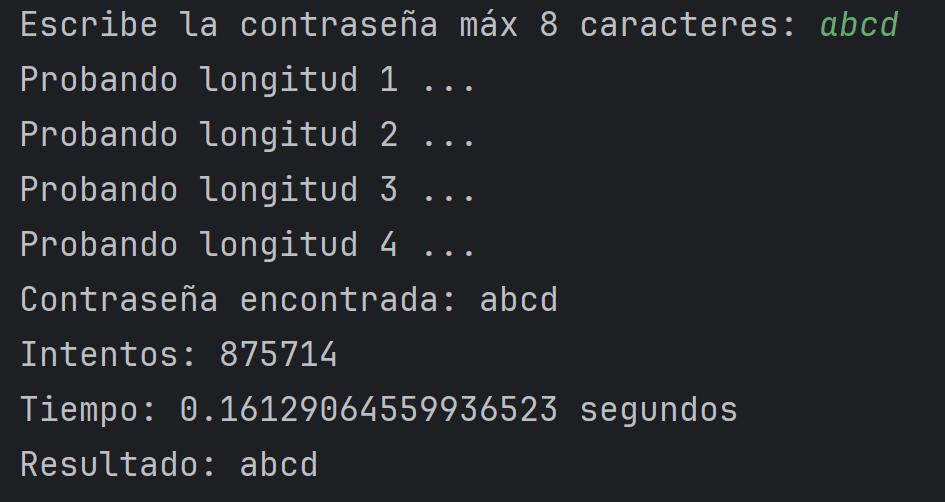 Escribe la contraseña máx 8 caracteres: abcd
Probando longitud 1 ...
Probando longitud 2 ...
Probando longitud 3 ...
Probando longitud 4 ...
Contraseña encontrada: abcd
Intentos: 875714
Tiempo: 0.16129064559936523 segundos
Resultado: abcd